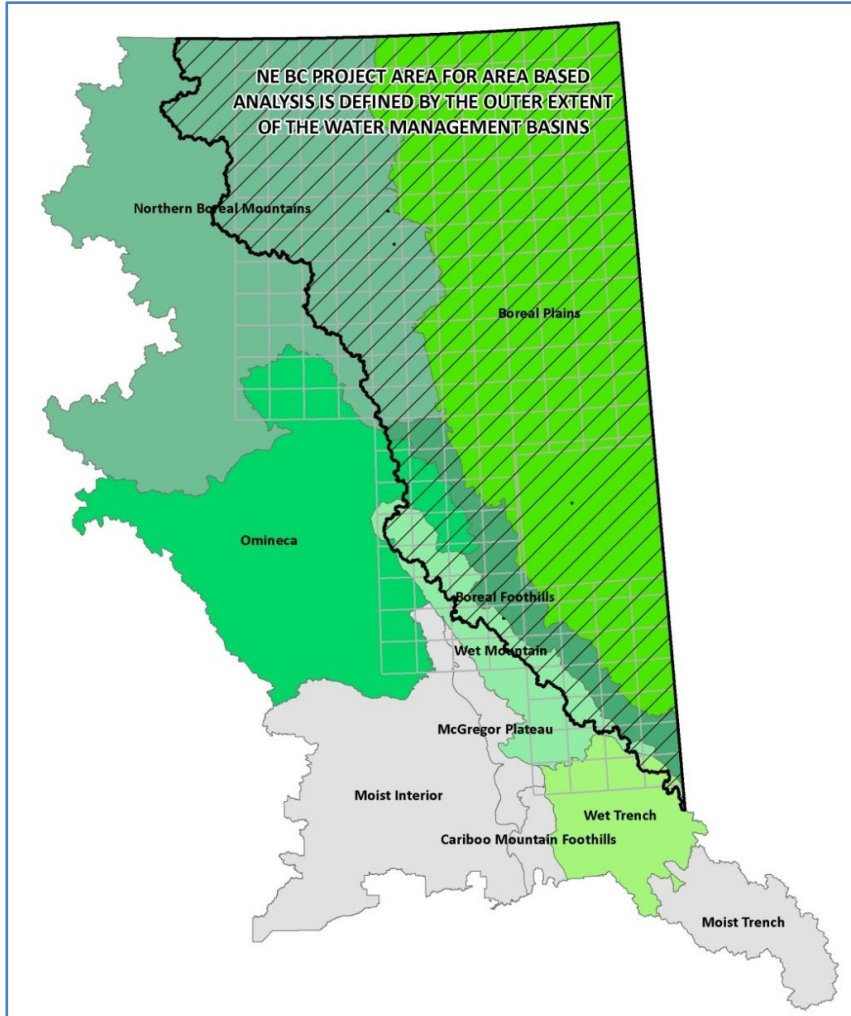 NE BC PROJECT AREA FOR AREA BASED
ANALYSIS IS DEFINED BY THE OUTER EXTENT
OF THE WATER MANAGEMENT BASINS
Northern Boreal Mountains
Boreal Plains
Omineca
Boreal Foothills
Wet Mountain
McGregor Plateau
Moist Interior
Wet Trench
Cariboo Mountain Foothills
Moist Trench